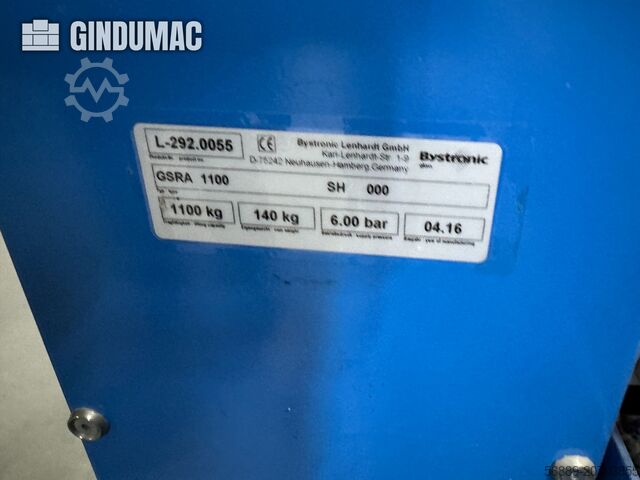 GINDUMAC
L-292.0055
Bystronic Lenhardt GmbH
Karl-Lenhardt-Str. 1-9
D-75242 Neuhausen-Hamberg, Germany
Bystronic
glass
GSRA 1100 SH 000
1100 kg 140 kg 6.00 bar 04.16